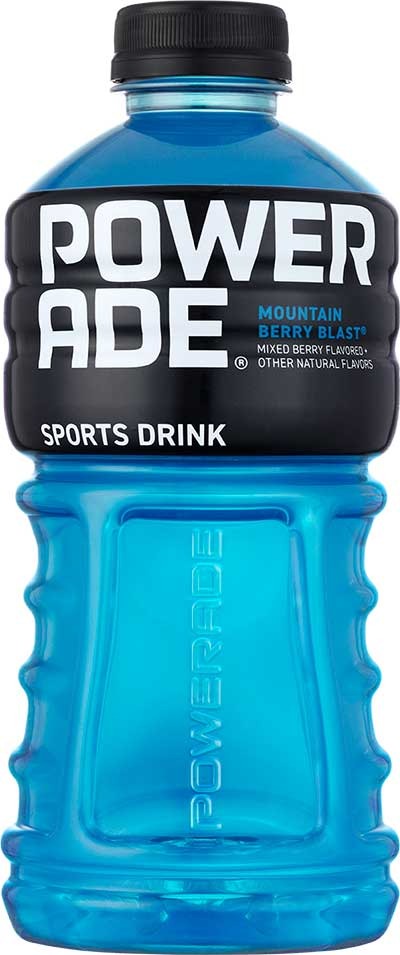 POWER
ADE®
MOUNTAIN
BERRY BLAST®
MIXED BERRY FLAVORED +
OTHER NATURAL FLAVORS
SPORTS DRINK
POWERADE